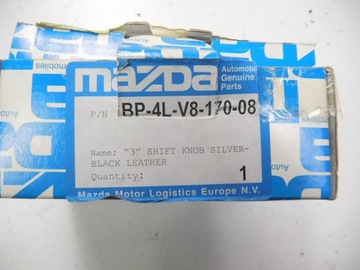 mazda
Automobil
Genuine
Parts
P/N
BP-4L-V8-170-08
Name: "3" SHIFT KNOB SILVER-
BLACK LEATHER
Quantity: 1
Mazda Motor Logistics Europe N.V.